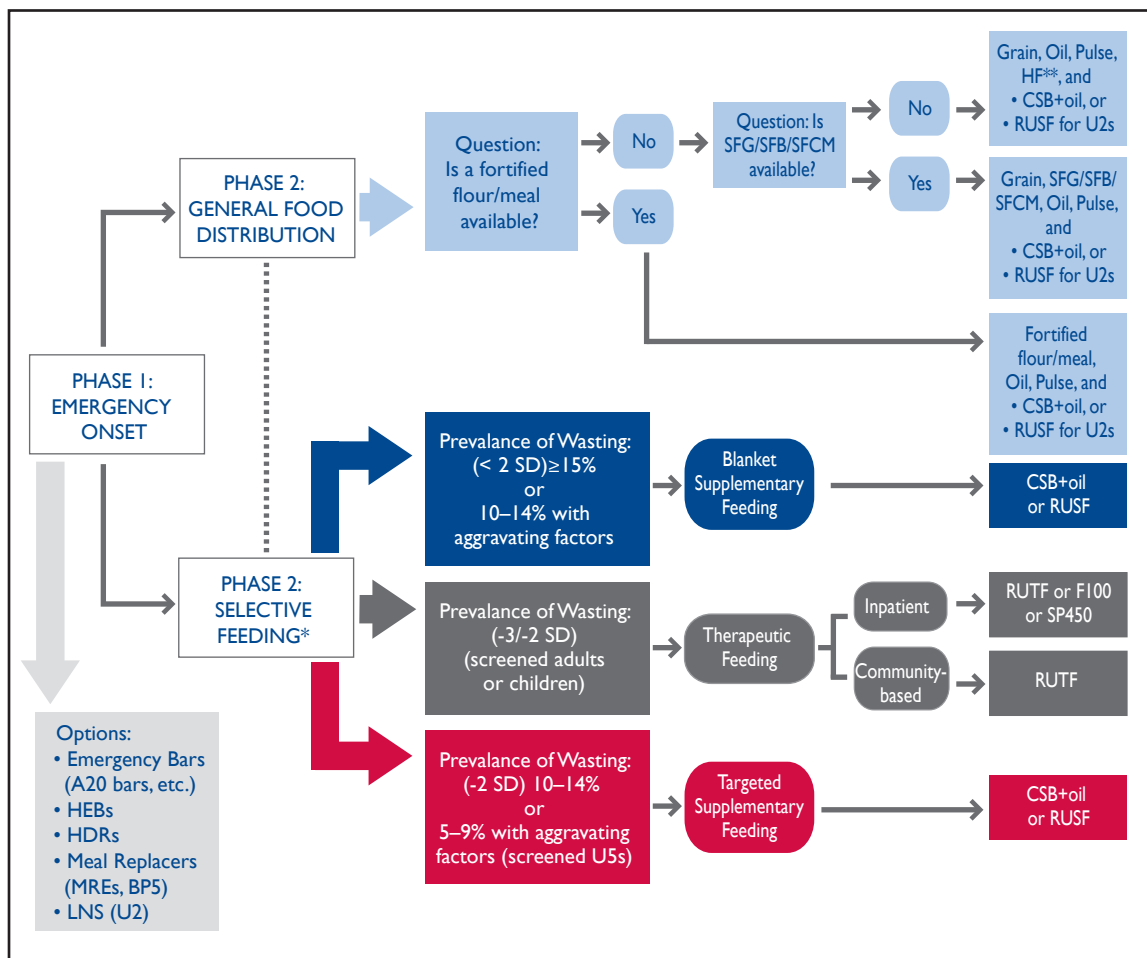 PHASE 1:
EMERGENCY
ONSET
Options:
• Emergency Bars
(A20 bars, etc.)
• HEBs
• HDRs
• Meal Replacers
(MREs, BP5)
• LNS (U2)
PHASE 2:
GENERAL FOOD
DISTRIBUTION
Question:
Is a fortified
flour/meal
available?
No
Yes
Question: Is
SFG/SFB/SFCM
available?
No
Yes
Grain, Oil, Pulse,
HF**, and
• CSB+oil, or
• RUSF for U2s
Grain, SFG/SFB/
SFCM, Oil, Pulse,
and
• CSB+oil, or
• RUSF for U2s
Fortified
flour/meal,
Oil, Pulse, and
• CSB+oil, or
• RUSF for U2s
PHASE 2:
SELECTIVE
FEEDING*
Prevalance of Wasting:
(< 2 SD)≥15%
or
10–14% with
aggravating factors
Blanket
Supplementary
Feeding
CSB+oil
or RUSF
Prevalance of Wasting:
(-3/-2 SD)
(screened adults
or children)
Therapeutic
Feeding
Inpatient
RUTF or F100
or SP450
Community-
based
RUTF
Prevalance of Wasting:
(-2 SD) 10–14%
or
5–9% with aggravating
factors (screened U5s)
Targeted
Supplementary
Feeding
CSB+oil
or RUSF